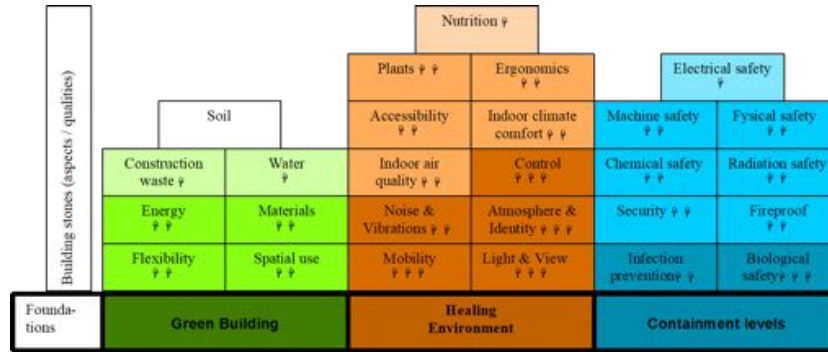 Nutrition
Plants
Ergonomics
Electrical safety
Building stones (aspects / qualities)
Soil
Accessibility
Indoor climate
comfort
Machine safety
Fysical safety
Construction
waste
Water
Indoor air
quality
Control
Chemical safety
Radiation safety
Energy
Materials
Noise &
Vibrations
Atmosphere &
Identity
Security
Fireproof
Flexibility
Spatial use
Mobility
Light & View
Infection
prevention
Biological
safety
Founda-
tions
Green Building
Healing
Environment
Containment levels